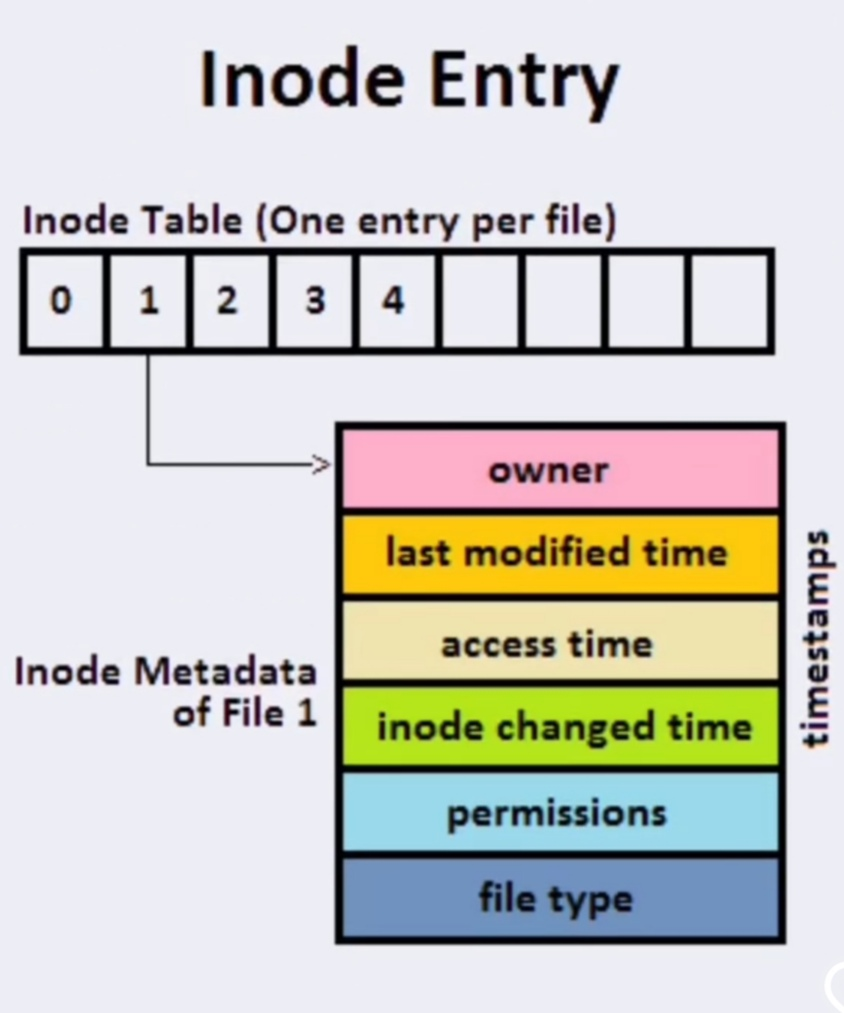 Inode Entry
Inode Table (One entry per file)
0 1 2 3 4
owner
last modified time
access time
inode changed time
permissions
file type
Inode Metadata
of File 1
timestamps